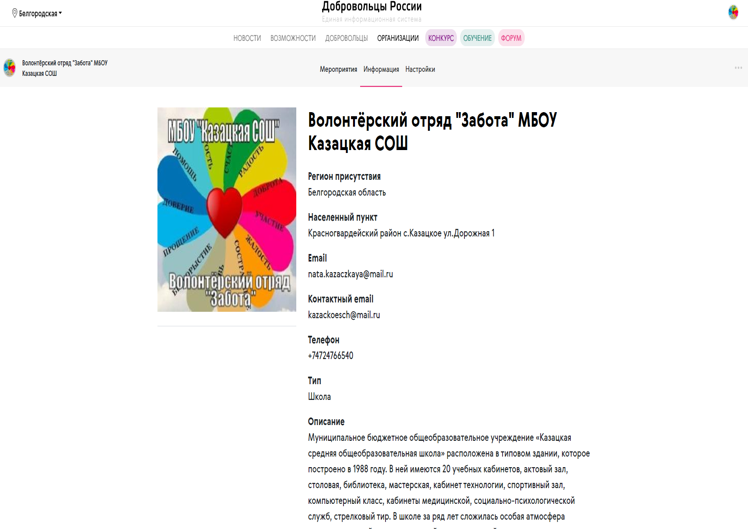 Белгородская
Добровольцы России
Единая информационная система
НОВОСТИ ВОЗМОЖНОСТИ ДОБРОВОЛЬЦЫ ОРГАНИЗАЦИИ КОНКУРС ОБУЧЕНИЕ ФОРУМ
Волонтёрский отряд "Забота" МБОУ
Казацкая СОШ
Мероприятия Информация Настройки
МБОУ "Казацкая СОШ"
ПОМОЩЬ
СЧАСТ
РАДОСТЬ
ДОБРОТА
ДОВЕРИЕ
УЧАСТИЕ
ПРОЩЕНИЕ
ЖАЛОСТЬ
Волонтёрский отряд
"Забота"
Волонтёрский отряд "Забота" МБОУ
Казацкая СОШ
Регион присутствия
Белгородская область
Населенный пункт
Красногвардейский район с.Казацкое ул.Дорожная 1
Email
nata.kazaczkaya@mail.ru
Контактный email
kazackoesch@mail.ru
Телефон
+74724766540
Тип
Школа
Описание
Муниципальное бюджетное общеобразовательное учреждение «Казацкая
средняя общеобразовательная школа» расположена в типовом здании, которое
построено в 1988 году. В ней имеются 20 учебных кабинетов, актовый зал,
столовая, библиотека, мастерская, кабинет технологии, спортивный зал,
компьютерный класс, кабинеты медицинской, социально-психологической
служб, стрелковый тир. В школе за ряд лет сложилась особая атмосфера